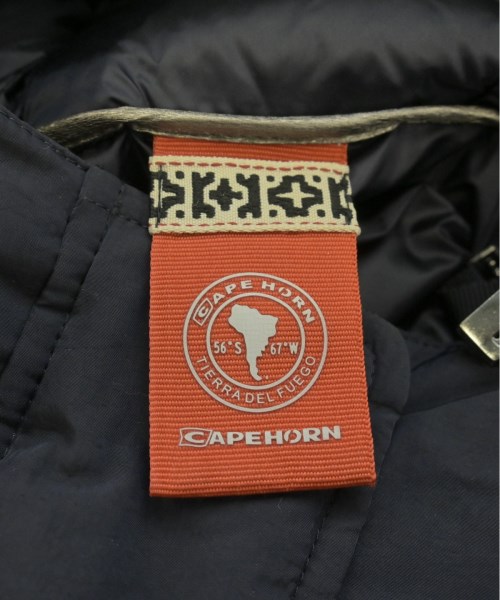 CAPE HORN
56°S 67°W
TIERRA DEL FUEGO
CAPEHORN